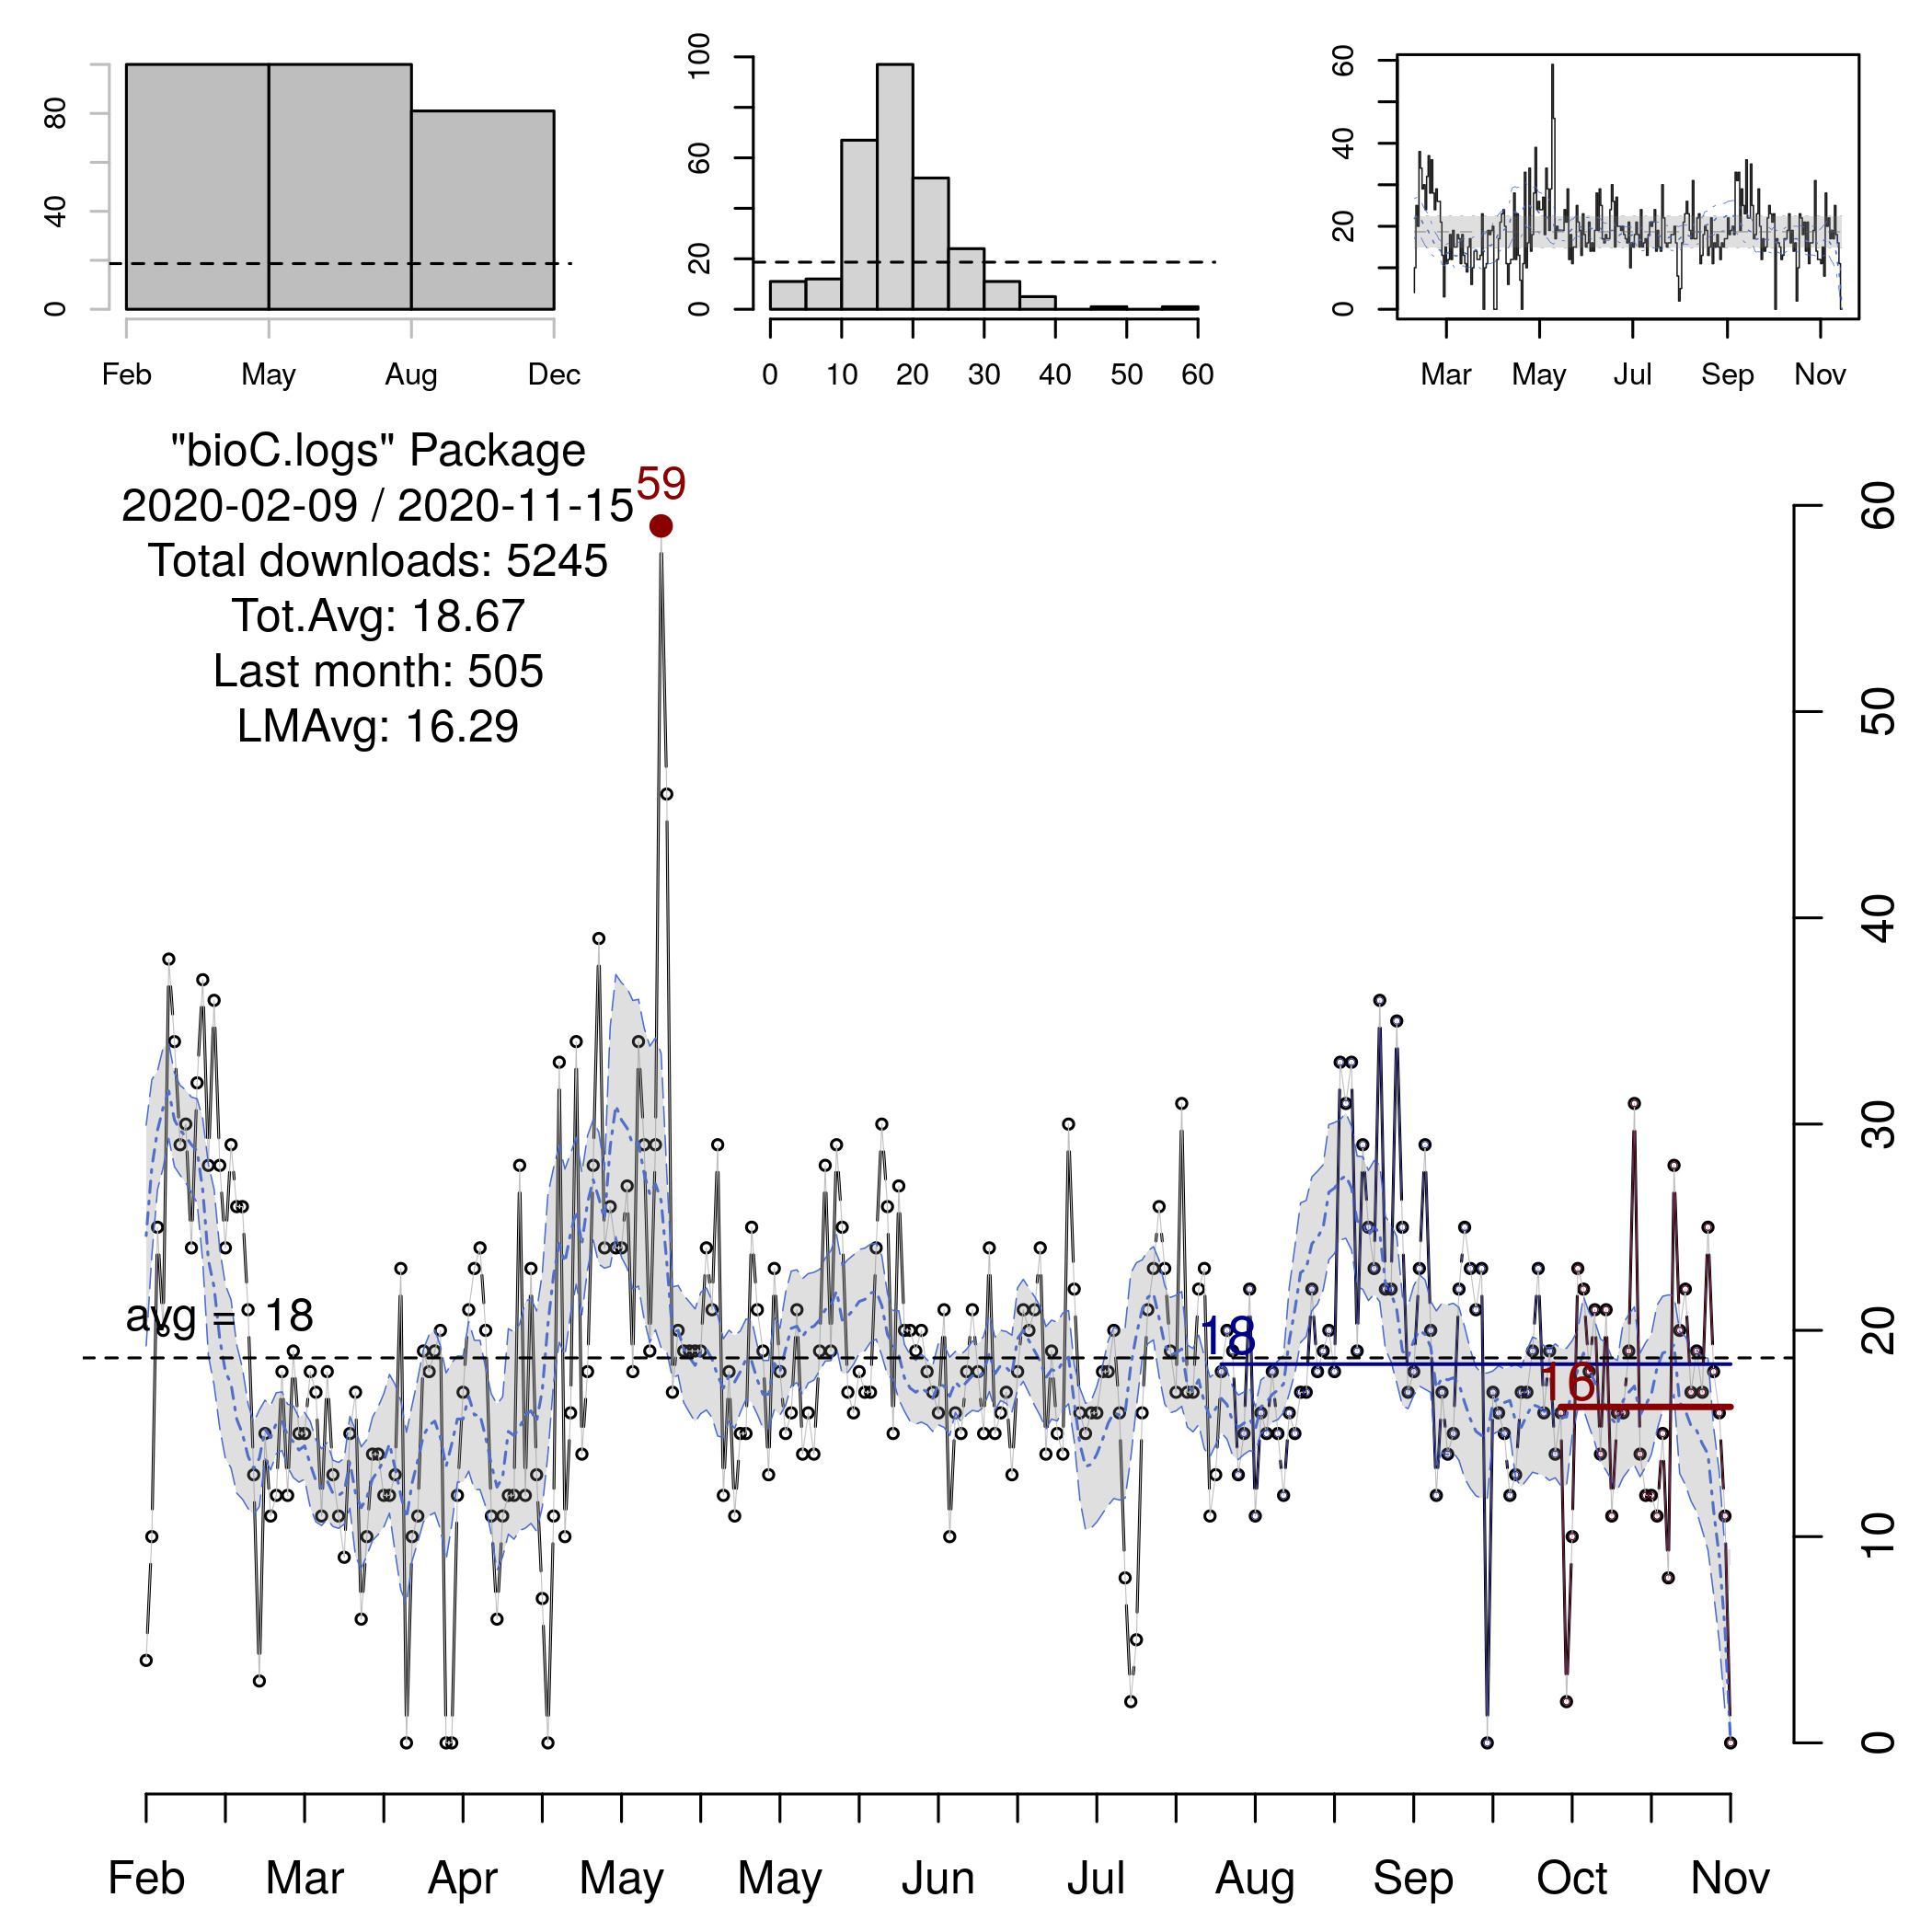 0 40 80
Feb May Aug Dec
0 20 60 100
0 10 20 30 40 50 60
0 20 40 60
Mar May Jul Sep Nov
"bioC.logs" Package
2020-02-09 / 2020-11-15
Total downloads: 5245
Tot.Avg: 18.67
Last month: 505
LMAvg: 16.29
59
avg = 18
18
16
0 10 20 30 40 50 60
Feb Mar Apr May May Jun Jul Aug Sep Oct Nov